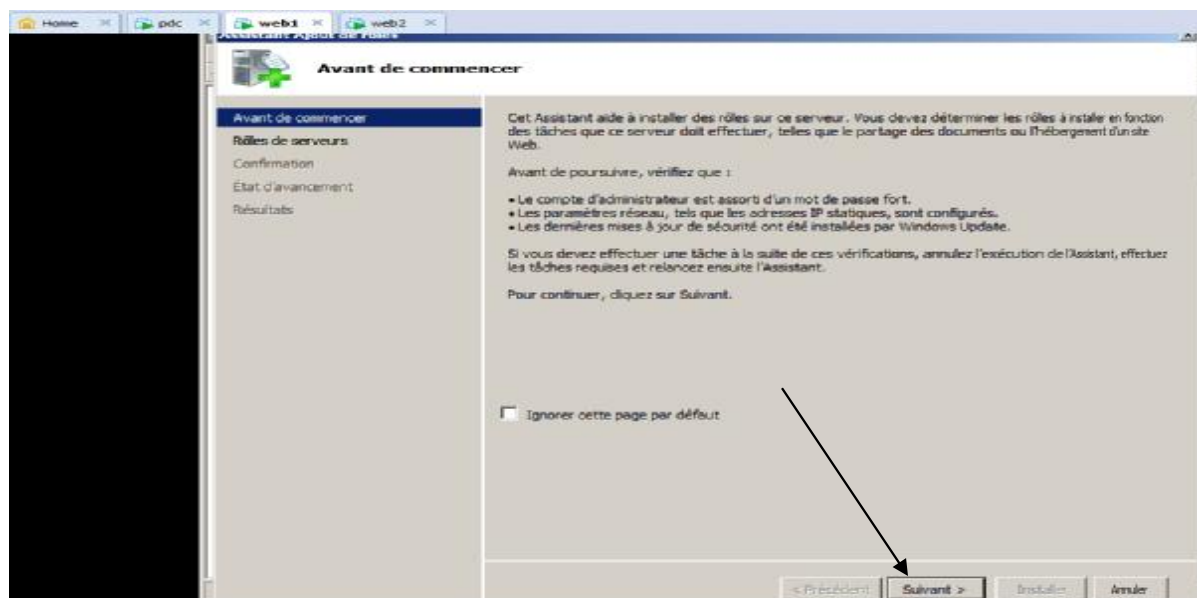 Home pdc web1 web2
Assistant Ajout de rôles
Avant de commencer
Avant de commencer
Rôles de serveurs
Confirmation
État d'avancement
Résultats
Cet Assistant aide à installer des rôles sur ce serveur. Vous devez déterminer les rôles à installer en fonction
des tâches que ce serveur doit effectuer, telles que le partage des documents ou l'hébergement d'un site
Web.
Avant de poursuivre, vérifiez que :
• Le compte d'administrateur est assorti d'un mot de passe fort.
• Les paramètres réseau, tels que les adresses IP statiques, sont configurés.
• Les dernières mises à jour de sécurité ont été installées par Windows Update.
Si vous devez effectuer une tâche à la suite de ces vérifications, annulez l'exécution de l'Assistant, effectuez
les tâches requises et relancez ensuite l'Assistant.
Pour continuer, cliquez sur Suivant.
Ignorer cette page par défaut
< Précédent Suivant > Installer Annuler